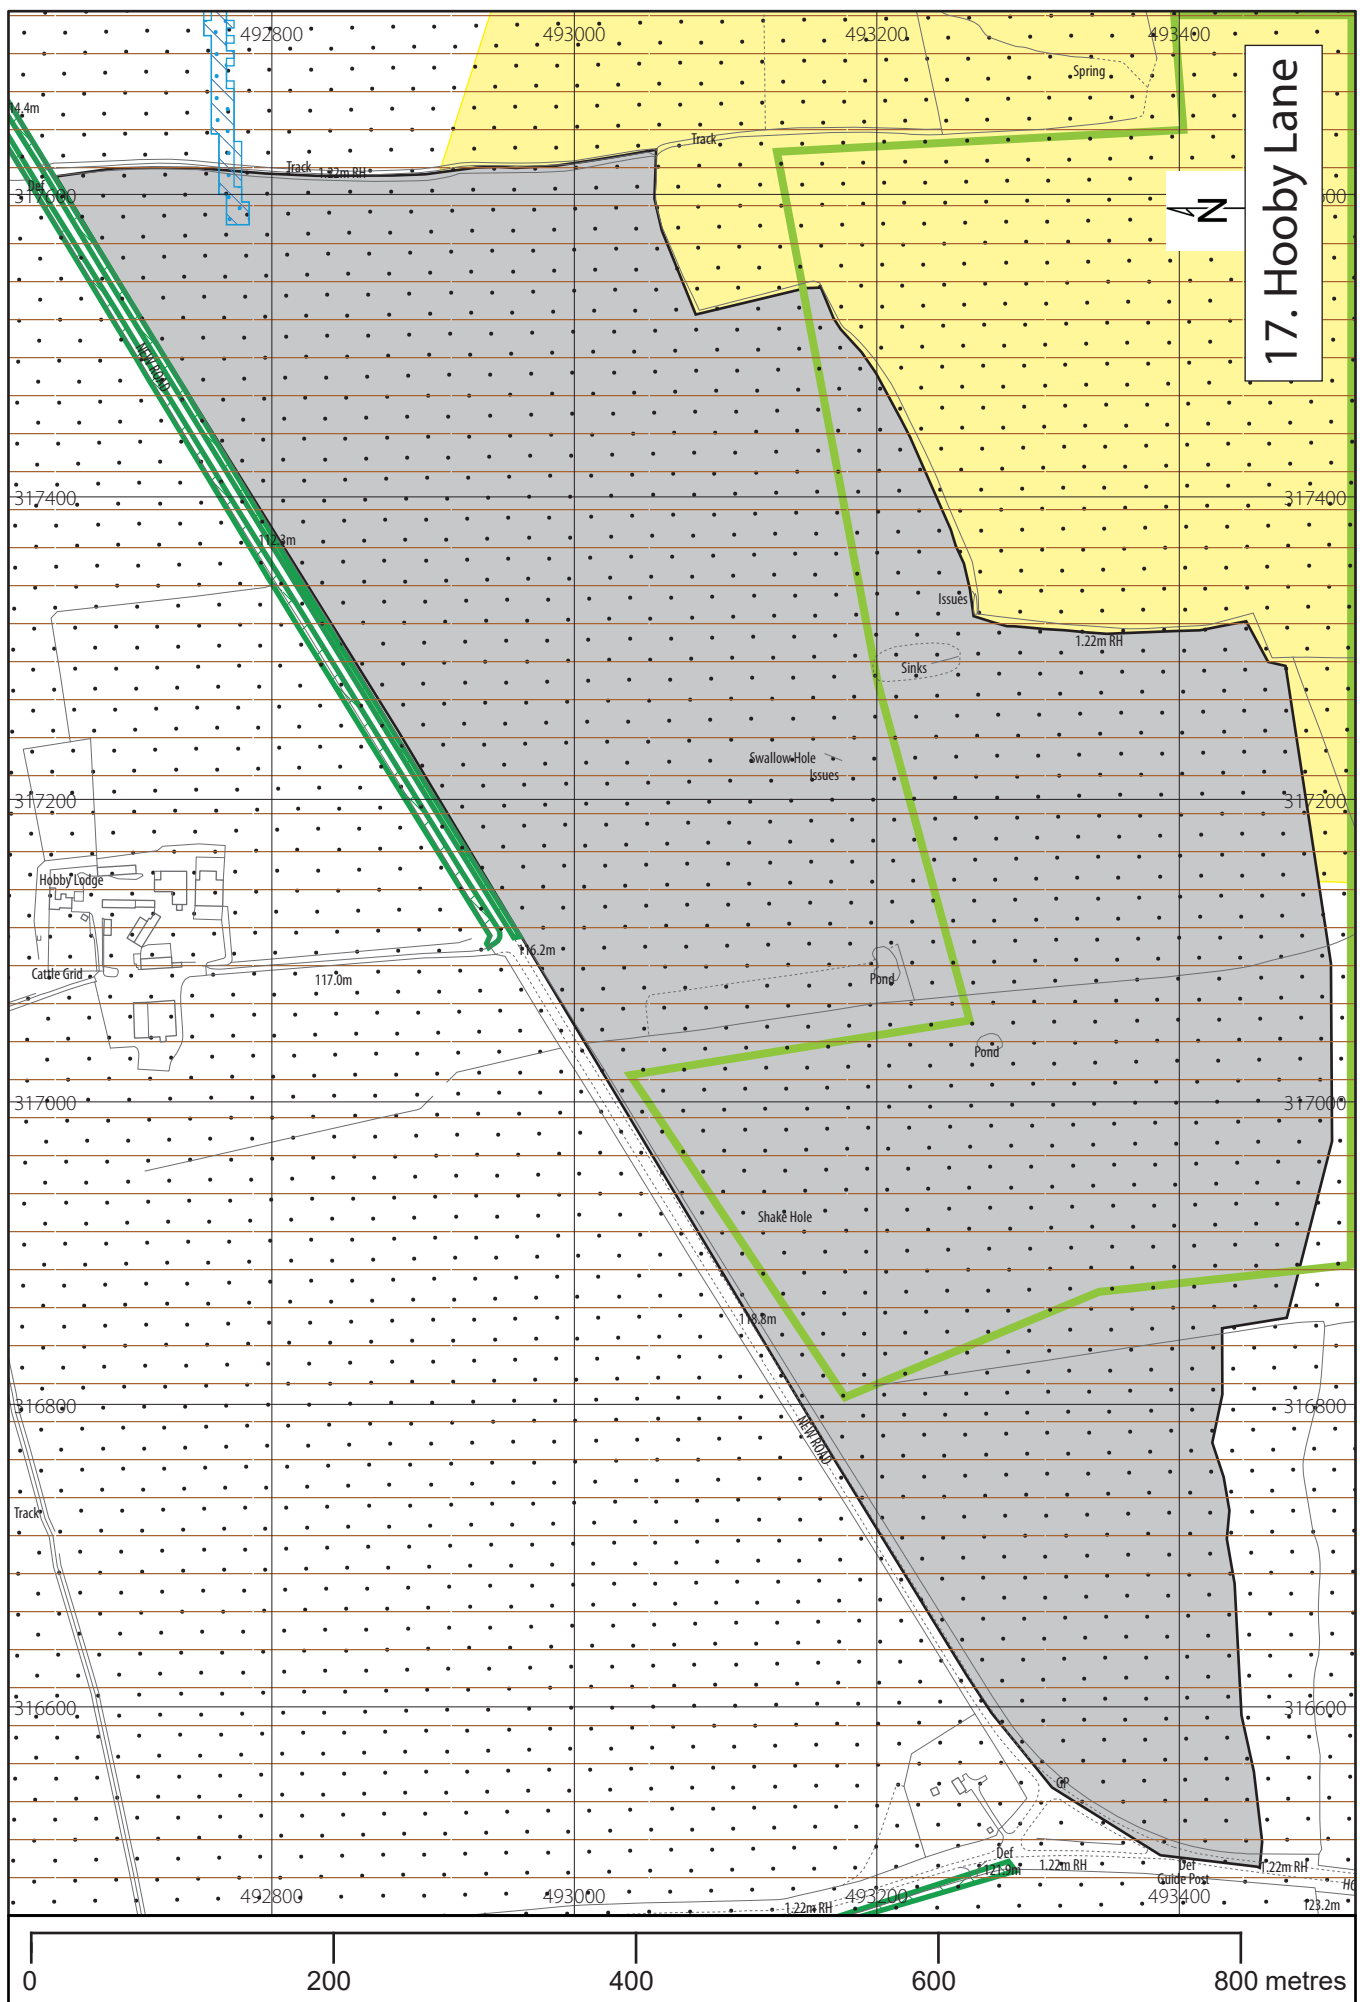 492800
493000
493200
493400
14.4m
Spring
17. Hooby Lane
Track
Track
1.22m RH
Def
317600
N
NEW ROAD
317400
317400
112.3m
Issues
1.22m RH
Sinks
Swallow Hole
Issues
317200
317200
Hobby Lodge
116.2m
Cattle Grid
117.0m
Pond
Pond
317000
317000
Shake Hole
118.8m
316800
316800
NEW ROAD
Track
316600
316600
GP
Def
121.9m
1.22m RH
Def
Guide Post
1.22m RH
492800
493000
493200
493400
1.22m RH
123.2m
0
200
400
600
800 metres